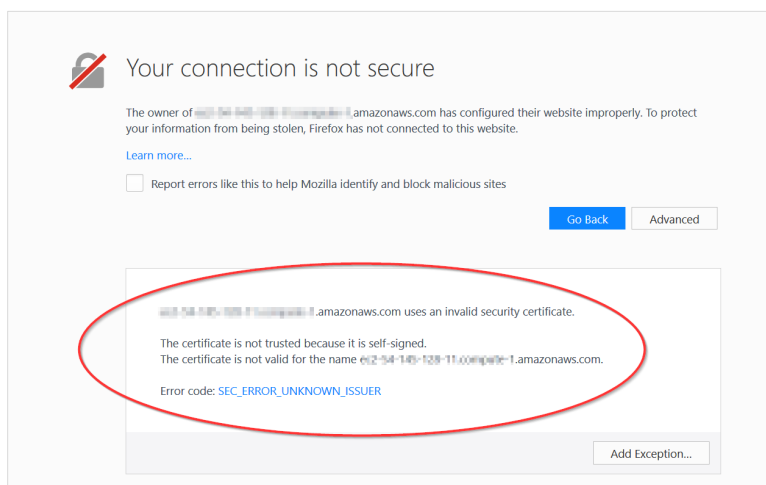 Your connection is not secure
The owner of amazonaws.com has configured their website improperly. To protect
your information from being stolen, Firefox has not connected to this website.
Learn more...
Report errors like this to help Mozilla identify and block malicious sites
Go Back Advanced
.amazonaws.com uses an invalid security certificate.
The certificate is not trusted because it is self-signed.
The certificate is not valid for the name 1.amazonaws.com.
Error code: SEC_ERROR_UNKNOWN_ISSUER
Add Exception...